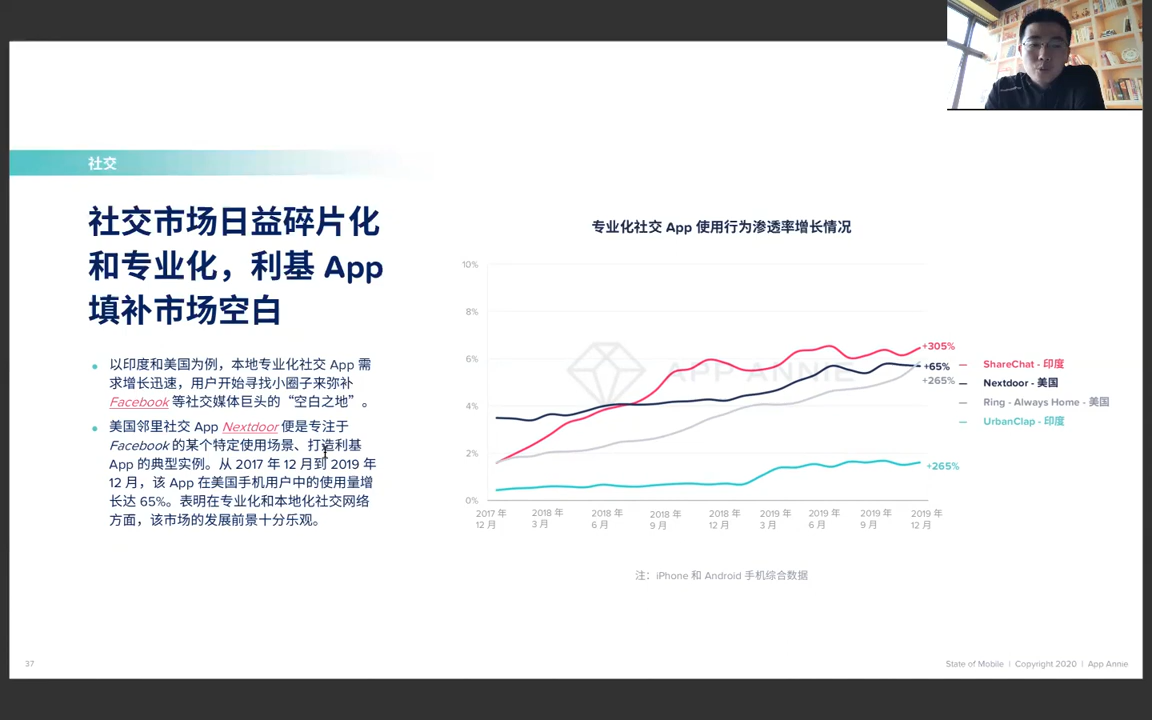 社交
社交市场日益碎片化
和专业化，利基 App
填补市场空白
以印度和美国为例，本地专业化社交 App 需
求增长迅速，用户开始寻找小圈子来弥补
Facebook 等社交媒体巨头的“空白之地”。
美国邻里社交 App Nextdoor 便是专注于
Facebook 的某个特定使用场景、打造利基
App 的典型实例。从 2017 年 12 月到 2019 年
12 月，该 App 在美国手机用户中的使用量增
长达 65%。表明在专业化和本地化社交网络
方面，该市场的发展前景十分乐观。
专业化社交 App 使用行为渗透率增长情况
10%
8%
6%
4%
2%
0%
APP ANNIE
+305%
+65%
+265%
+265%
ShareChat - 印度
Nextdoor - 美国
Ring - Always Home - 美国
UrbanClap - 印度
2017 年
12 月
2018 年
3 月
2018 年
6 月
2018 年
9 月
2018 年
12 月
2019 年
3 月
2019 年
6 月
2019 年
9 月
2019 年
12 月
注：iPhone 和 Android 手机综合数据
37
State of Mobile | Copyright 2020 | App Annie